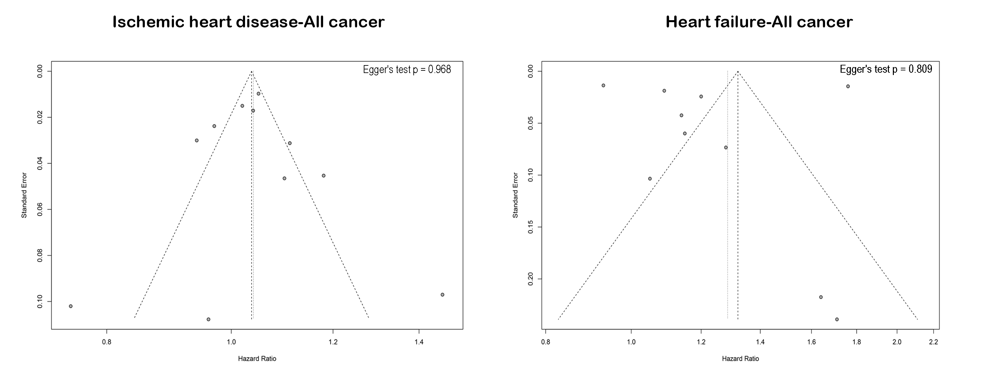 Ischemic heart disease-All cancer
Egger's test p = 0.968
Standard Error
0.00
0.02
0.04
0.06
0.08
0.10
0.8
1.0
1.2
1.4
Hazard Ratio
Heart failure-All cancer
Egger's test p = 0.809
Standard Error
0.00
0.05
0.10
0.15
0.20
0.8
1.0
1.2
1.4
1.6
1.8
2.0
2.2
Hazard Ratio